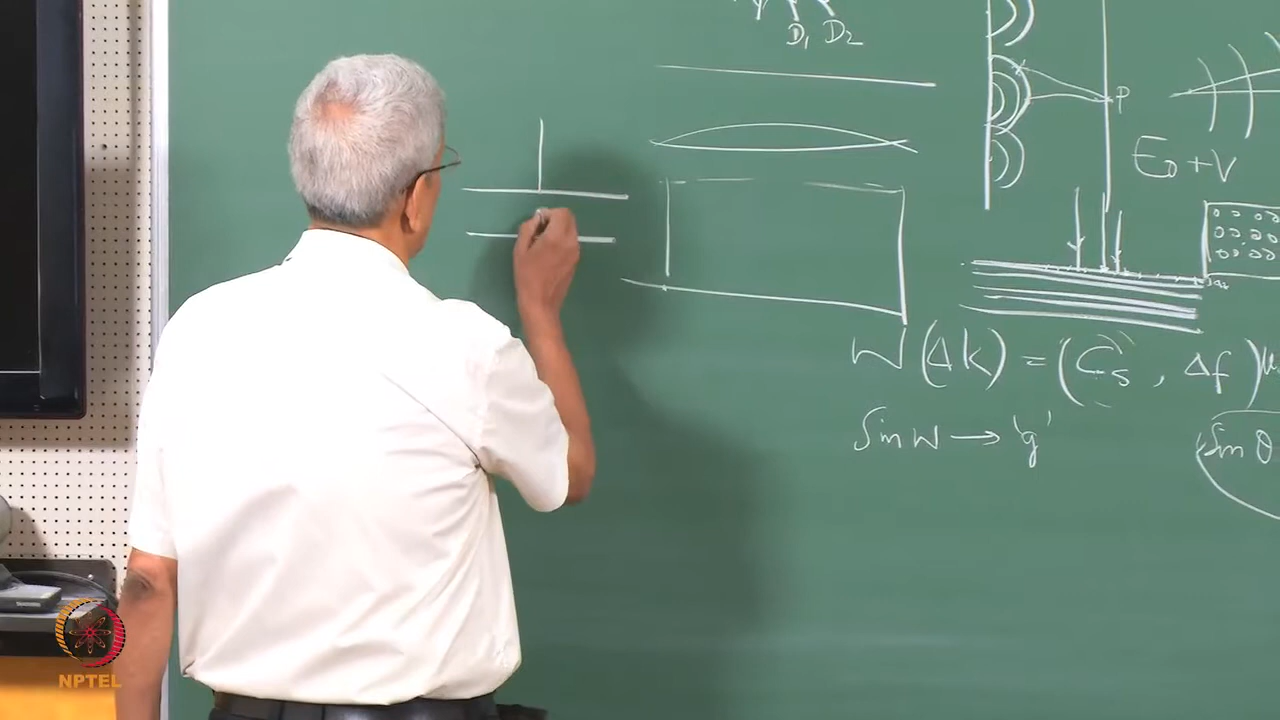 D₁ D₂
P
E₀ + V
W(Δk) = (Cₛ, Δf)
Sin W → 'g'
Sin θ
NPTEL